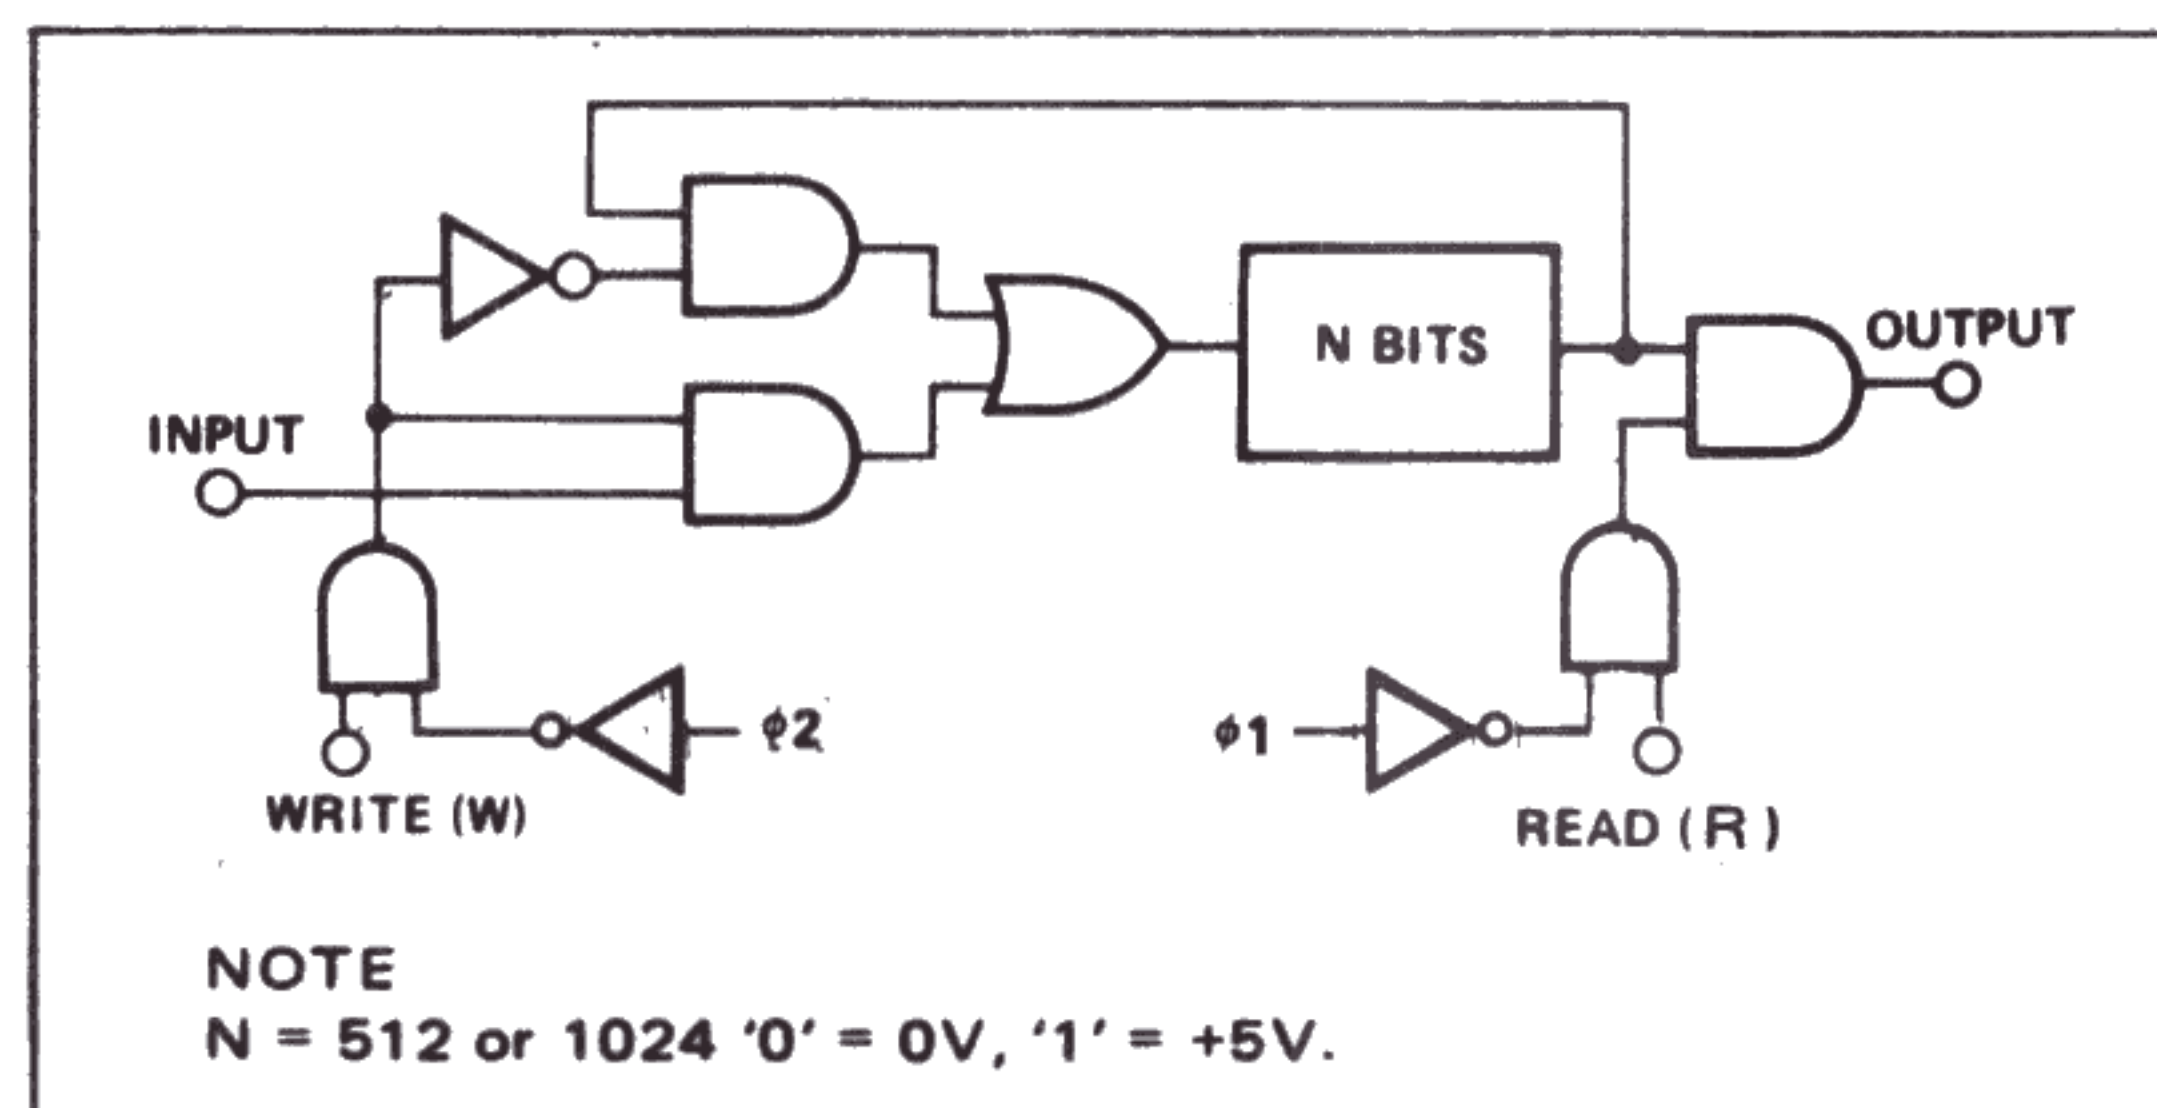 INPUT
N BITS
OUTPUT
ϕ2
ϕ1
WRITE (W)
READ (R)
NOTE
N = 512 or 1024 '0' = 0V, '1' = +5V.